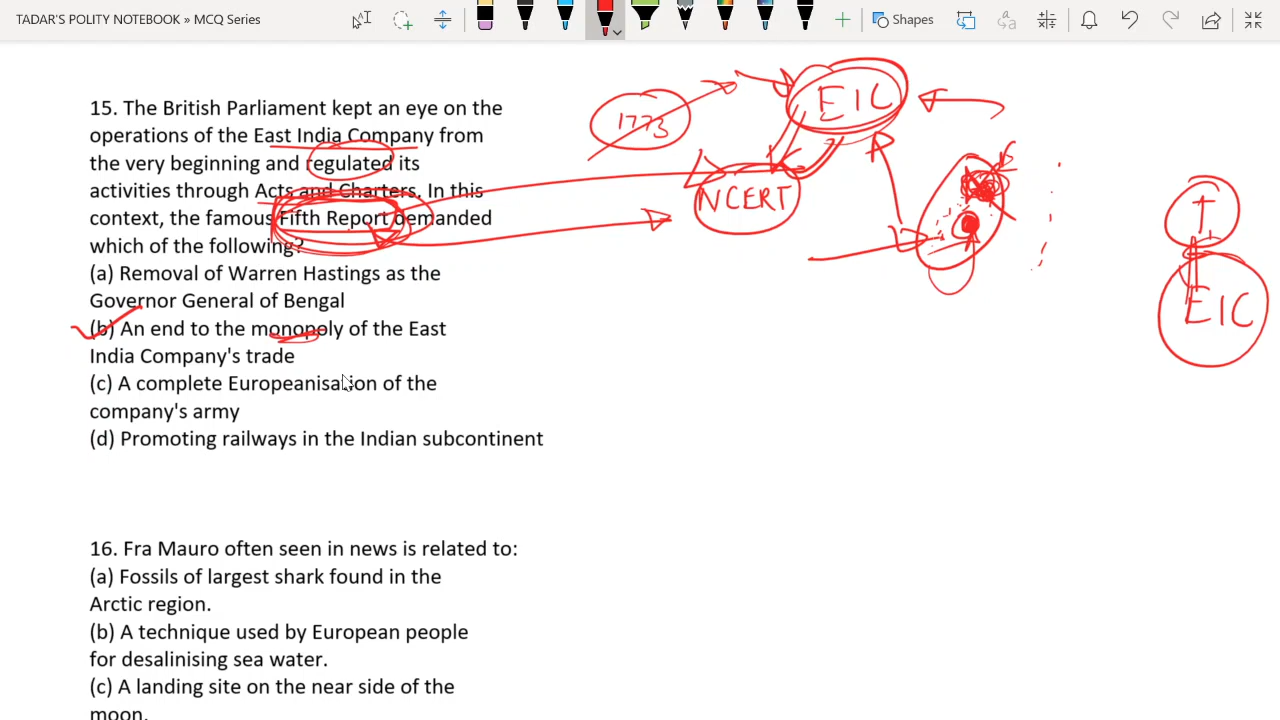 TADAR'S POLITY NOTEBOOK » MCQ Series
Shapes
15. The British Parliament kept an eye on the
operations of the East India Company from
the very beginning and regulated its
activities through Acts and Charters. In this
context, the famous Fifth Report demanded
which of the following?
(a) Removal of Warren Hastings as the
Governor General of Bengal
(b) An end to the monopoly of the East
India Company's trade
(c) A complete Europeanisation of the
company's army
(d) Promoting railways in the Indian subcontinent
1773
EIC
NCERT
EIC
16. Fra Mauro often seen in news is related to:
(a) Fossils of largest shark found in the
Arctic region.
(b) A technique used by European people
for desalinising sea water.
(c) A landing site on the near side of the
moon.